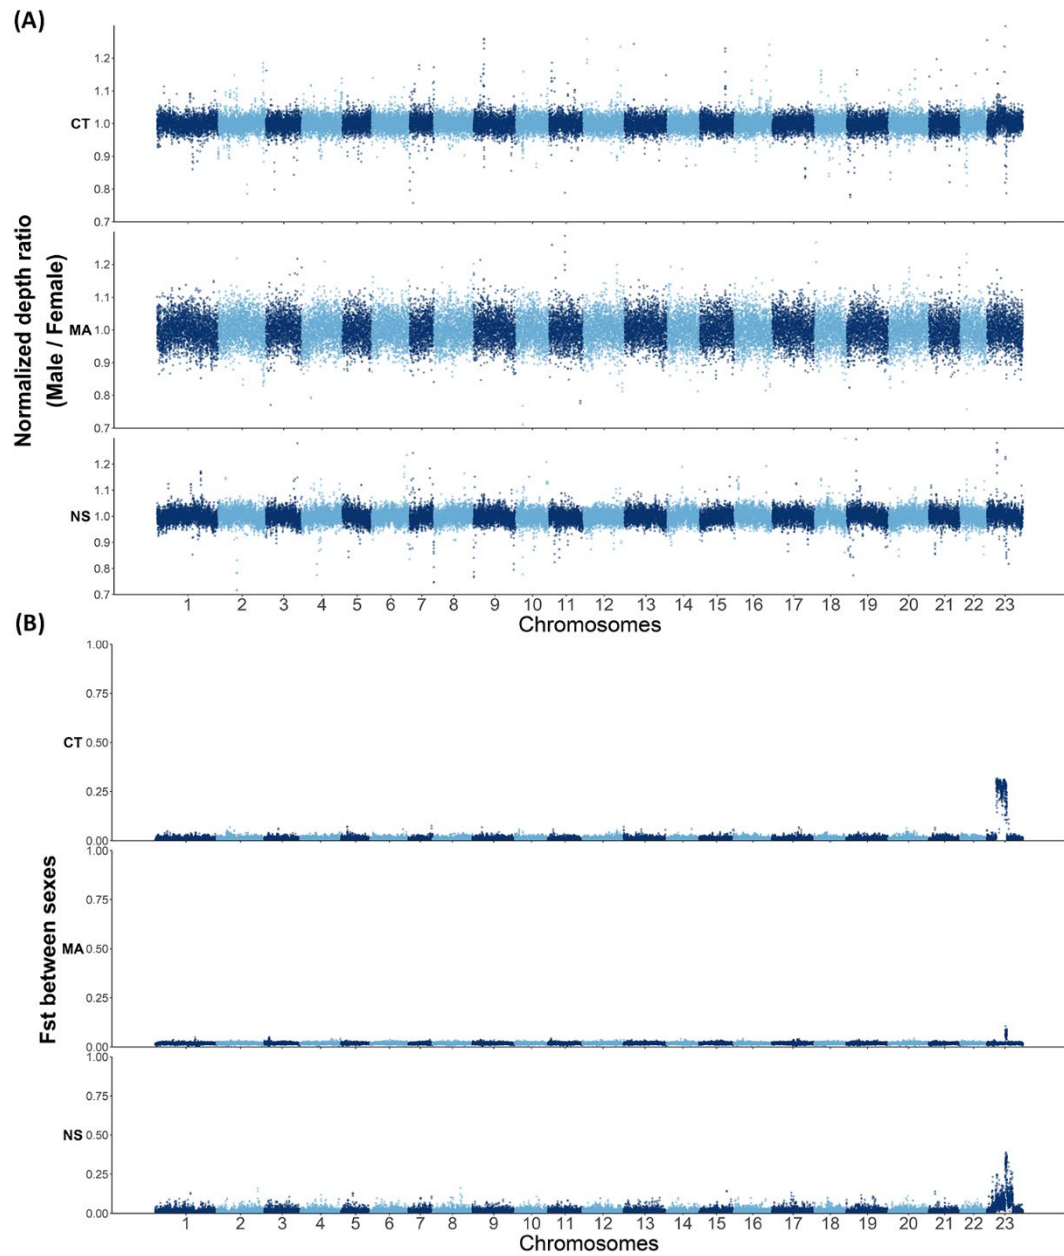 (A)
Normalized depth ratio
(Male / Female)
CT
1.2
1.1
1.0
0.9
0.8
0.7
MA
1.2
1.1
1.0
0.9
0.8
0.7
NS
1.2
1.1
1.0
0.9
0.8
0.7
1 2 3 4 5 6 7 8 9 10 11 12 13 14 15 16 17 18 19 20 21 22 23
Chromosomes
(B)
Fst between sexes
CT
1.00
0.75
0.50
0.25
0.00
MA
1.00
0.75
0.50
0.25
0.00
NS
1.00
0.75
0.50
0.25
0.00
1 2 3 4 5 6 7 8 9 10 11 12 13 14 15 16 17 18 19 20 21 22 23
Chromosomes